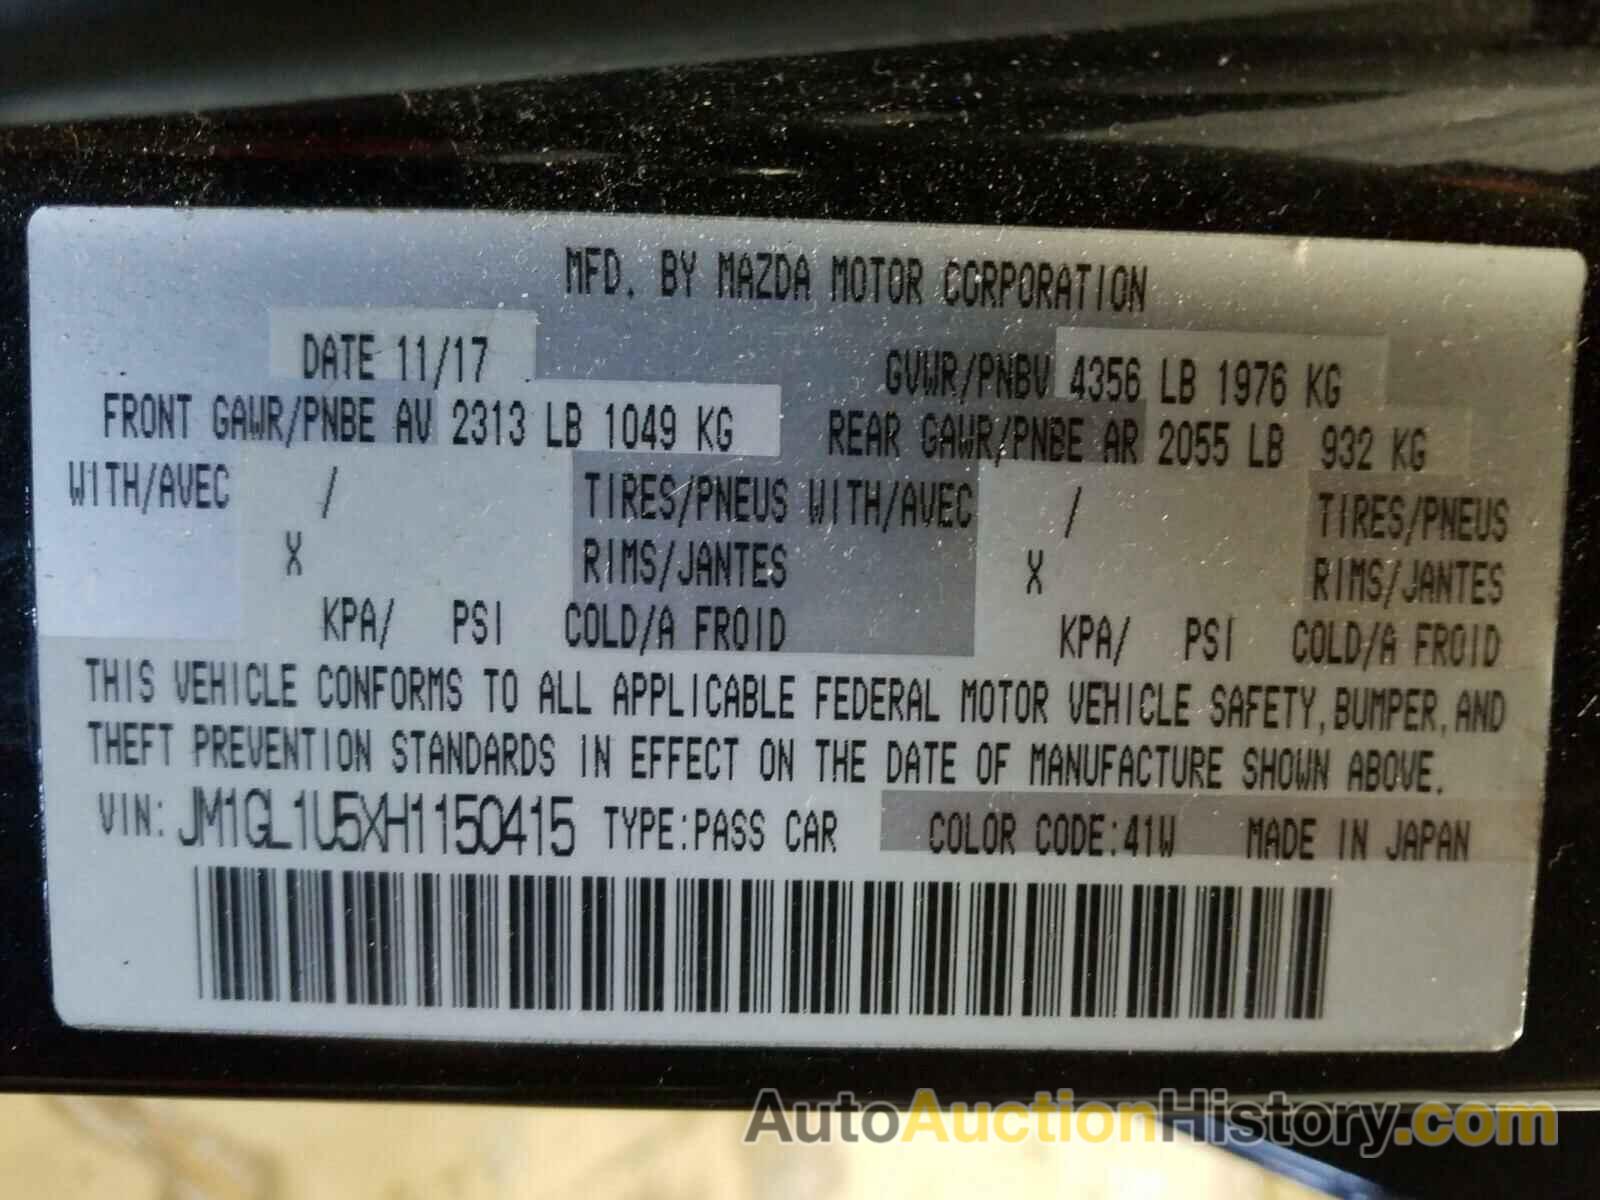 MFD. BY MAZDA MOTOR CORPORATION
DATE 11/17 GVWR/PNBV 4356 LB 1976 KG
FRONT GAWR/PNBE AV 2313 LB 1049 KG REAR GAWR/PNBE AR 2055 LB 932 KG
WITH/AVEC / TIRES/PNEUS WITH/AVEC / TIRES/PNEUS
X RIMS/JANTES X RIMS/JANTES
KPA/ PSI COLD/A FROID KPA/ PSI COLD/A FROID
THIS VEHICLE CONFORMS TO ALL APPLICABLE FEDERAL MOTOR VEHICLE SAFETY, BUMPER, AND
THEFT PREVENTION STANDARDS IN EFFECT ON THE DATE OF MANUFACTURE SHOWN ABOVE.
VIN: JM1GL1U5XH1150415 TYPE:PASS CAR COLOR CODE:41W MADE IN JAPAN
AutoAuctionHistory.com